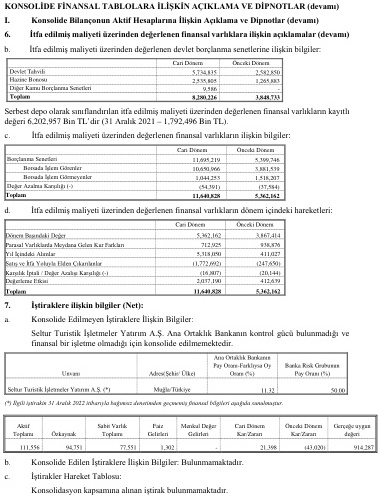 KONSOLİDE FİNANSAL TABLOLARA İLİŞKİN AÇIKLAMA VE DİPNOTLAR (devamı)
I. Konsolide Bilançonun Aktif Hesaplarına İlişkin Açıklama ve Dipnotlar (devamı)
6. İtfa edilmiş maliyeti üzerinden değerlenen finansal varlıklara ilişkin açıklamalar (devamı)
b. İtfa edilmiş maliyeti üzerinden değerlenen devlet borçlanma senetlerine ilişkin bilgiler:
Cari Dönem Önceki Dönem
Devlet Tahvili 5,734,835 2,582,850
Hazine Bonosu 2,535,805 1,265,883
Diğer Kamu Borçlanma Senetleri 9,586 -
Toplam 8,280,226 3,848,733
Serbest depo olarak sınıflandırılan itfa edilmiş maliyeti üzerinden değerlenen finansal varlıkların kayıtlı
değeri 6,202,957 Bin TL'dir (31 Aralık 2021 – 1,792,496 Bin TL).
c. İtfa edilmiş maliyeti üzerinden değerlenen finansal varlıkların ilişkin bilgiler:
Cari Dönem Önceki Dönem
Borçlanma Senetleri 11,695,219 5,399,746
Borsada İşlem Görenler 10,650,966 3,881,539
Borsada İşlem Görmeyenler 1,044,253 1,518,207
Değer Azalma Karşılığı (-) (54,391) (37,584)
Toplam 11,640,828 5,362,162
d. İtfa edilmiş maliyeti üzerinden değerlenen finansal varlıkların dönem içindeki hareketleri:
Cari Dönem Önceki Dönem
Dönem Başındaki Değer 5,362,162 3,867,414
Parasal Varlıklarda Meydana Gelen Kur Farkları 712,925 938,876
Yıl İçindeki Alımlar 5,318,050 411,027
Satış ve İtfa Yoluyla Elden Çıkarılanlar (1,772,692) (247,650)
Karşılık İptali / Değer Azalışı Karşılığı (-) (16,807) (20,144)
Değerleme Etkisi 2,037,190 412,639
Toplam 11,640,828 5,362,162
7. İştiraklere ilişkin bilgiler (Net):
a. Konsolide Edilmeyen İştiraklere İlişkin Bilgiler:
Seltur Turistik İşletmeler Yatırım A.Ş. Ana Ortaklık Bankanın kontrol gücü bulunmadığı ve
finansal bir işletme olmadığı için konsolide edilmemektedir.
Unvanı Adres(Şehir/ Ülke) Ana Ortaklık Bankanın Pay Oranı-Farklıysa Oy Oranı (%) Banka Risk Grubunun Pay Oranı (%)
Seltur Turistik İşletmeler Yatırım A.Ş. (*) Muğla/Türkiye 11.32 50.00
(*) İlgili iştirakin 31 Aralık 2022 itibarıyla bağımsız denetimden geçmemiş finansal bilgileri aşağıda sunulmuştur.
Aktif Toplamı Özkaynak Sabit Varlık Toplamı Faiz Gelirleri Menkul Değer Gelirleri Cari Dönem Kar/Zararı Önceki Dönem Kar/Zararı Gerçeğe uygun değeri
111,556 94,751 77,551 1,302 - 21,398 (43,020) 914,287
b. Konsolide Edilen İştiraklere İlişkin Bilgiler: Bulunmamaktadır.
c. İştirakler Hareket Tablosu:
Konsolidasyon kapsamına alınan iştirak bulunmamaktadır.